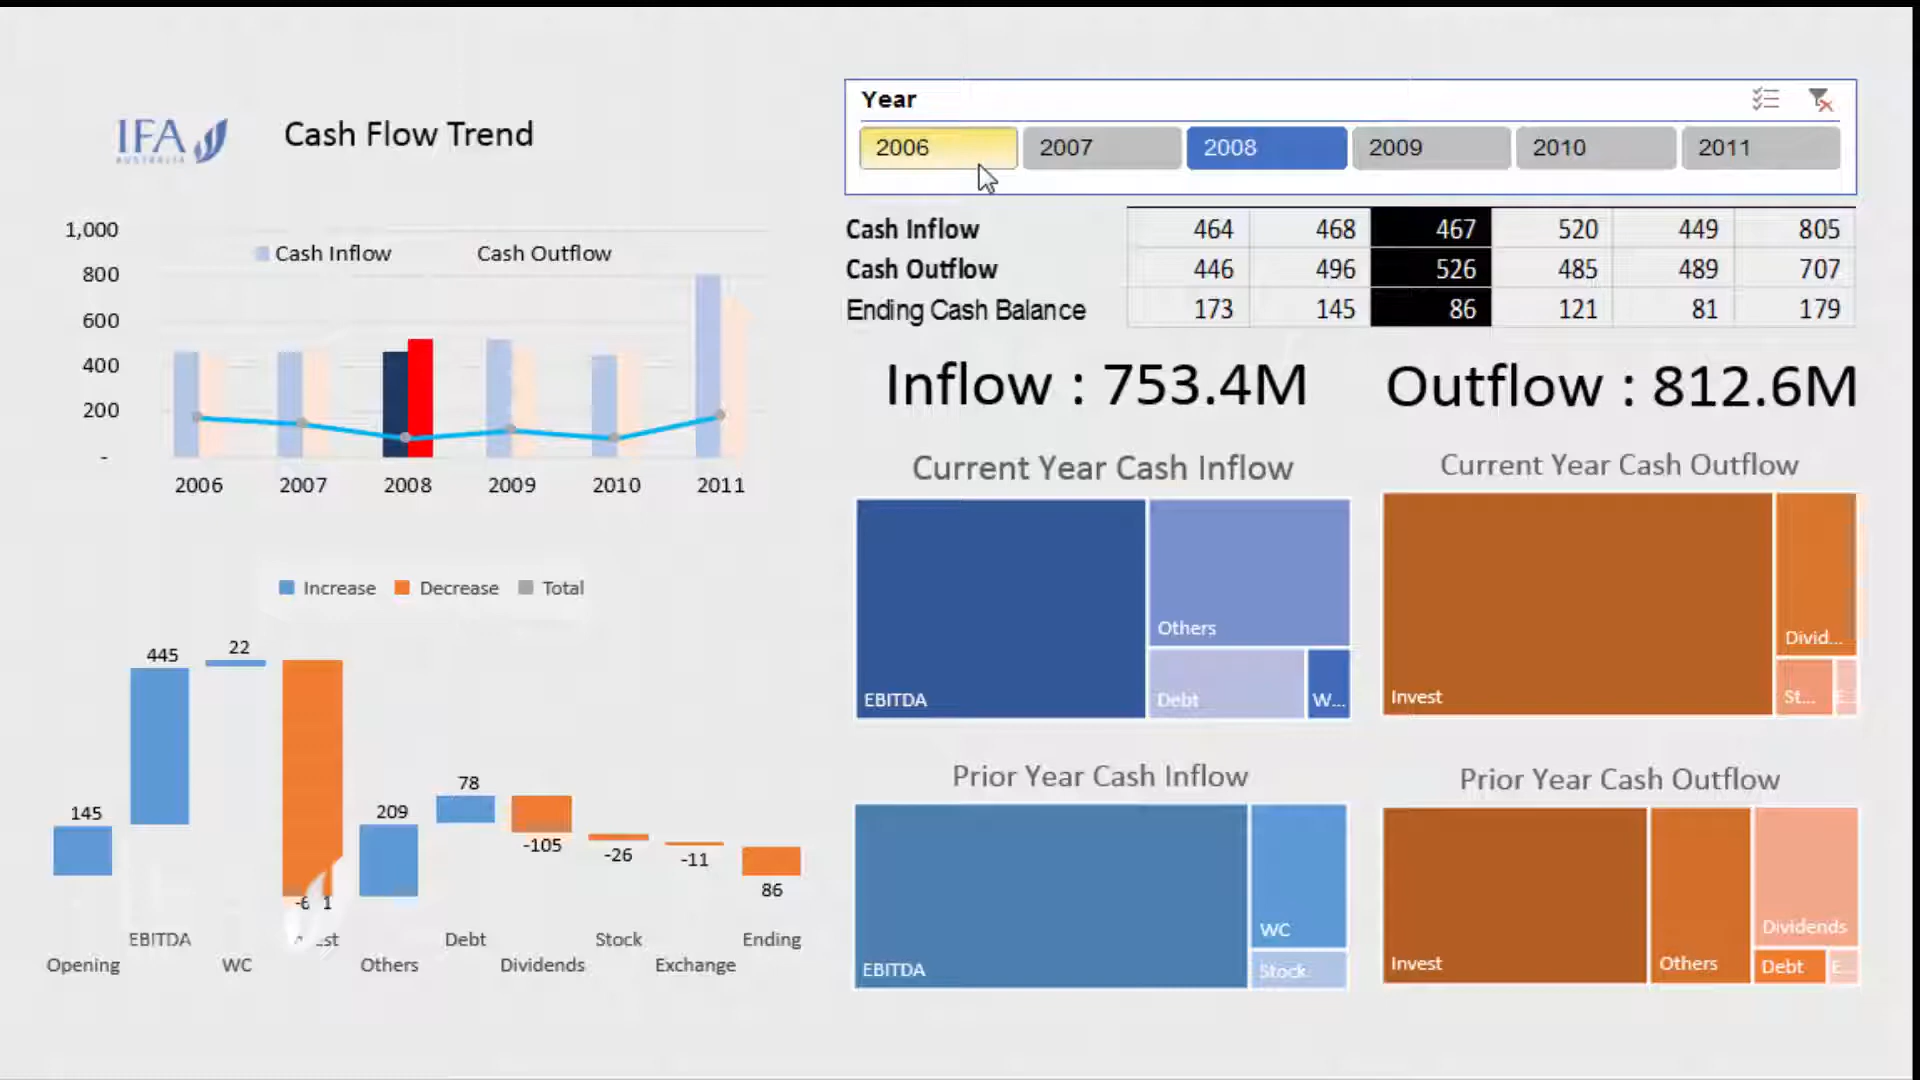 IFA
AUSTRALIA
Cash Flow Trend
Year
2006 2007 2008 2009 2010 2011
Cash Inflow 464 468 467 520 449 805
Cash Outflow 446 496 526 485 489 707
Ending Cash Balance 173 145 86 121 81 179
Inflow : 753.4M Outflow : 812.6M
1,000
800
600
400
200
-
Cash Inflow Cash Outflow
2006 2007 2008 2009 2010 2011
Increase Decrease Total
145
445
22
209
78
-105
-26
-11
86
Opening
EBITDA
WC
Others
Debt
Dividends
Stock
Exchange
Ending
Current Year Cash Inflow
EBITDA
Others
Debt
W...
Current Year Cash Outflow
Invest
Divid...
St...
E...
Prior Year Cash Inflow
EBITDA
WC
Stock
Prior Year Cash Outflow
Invest
Others
Dividends
Debt
E...